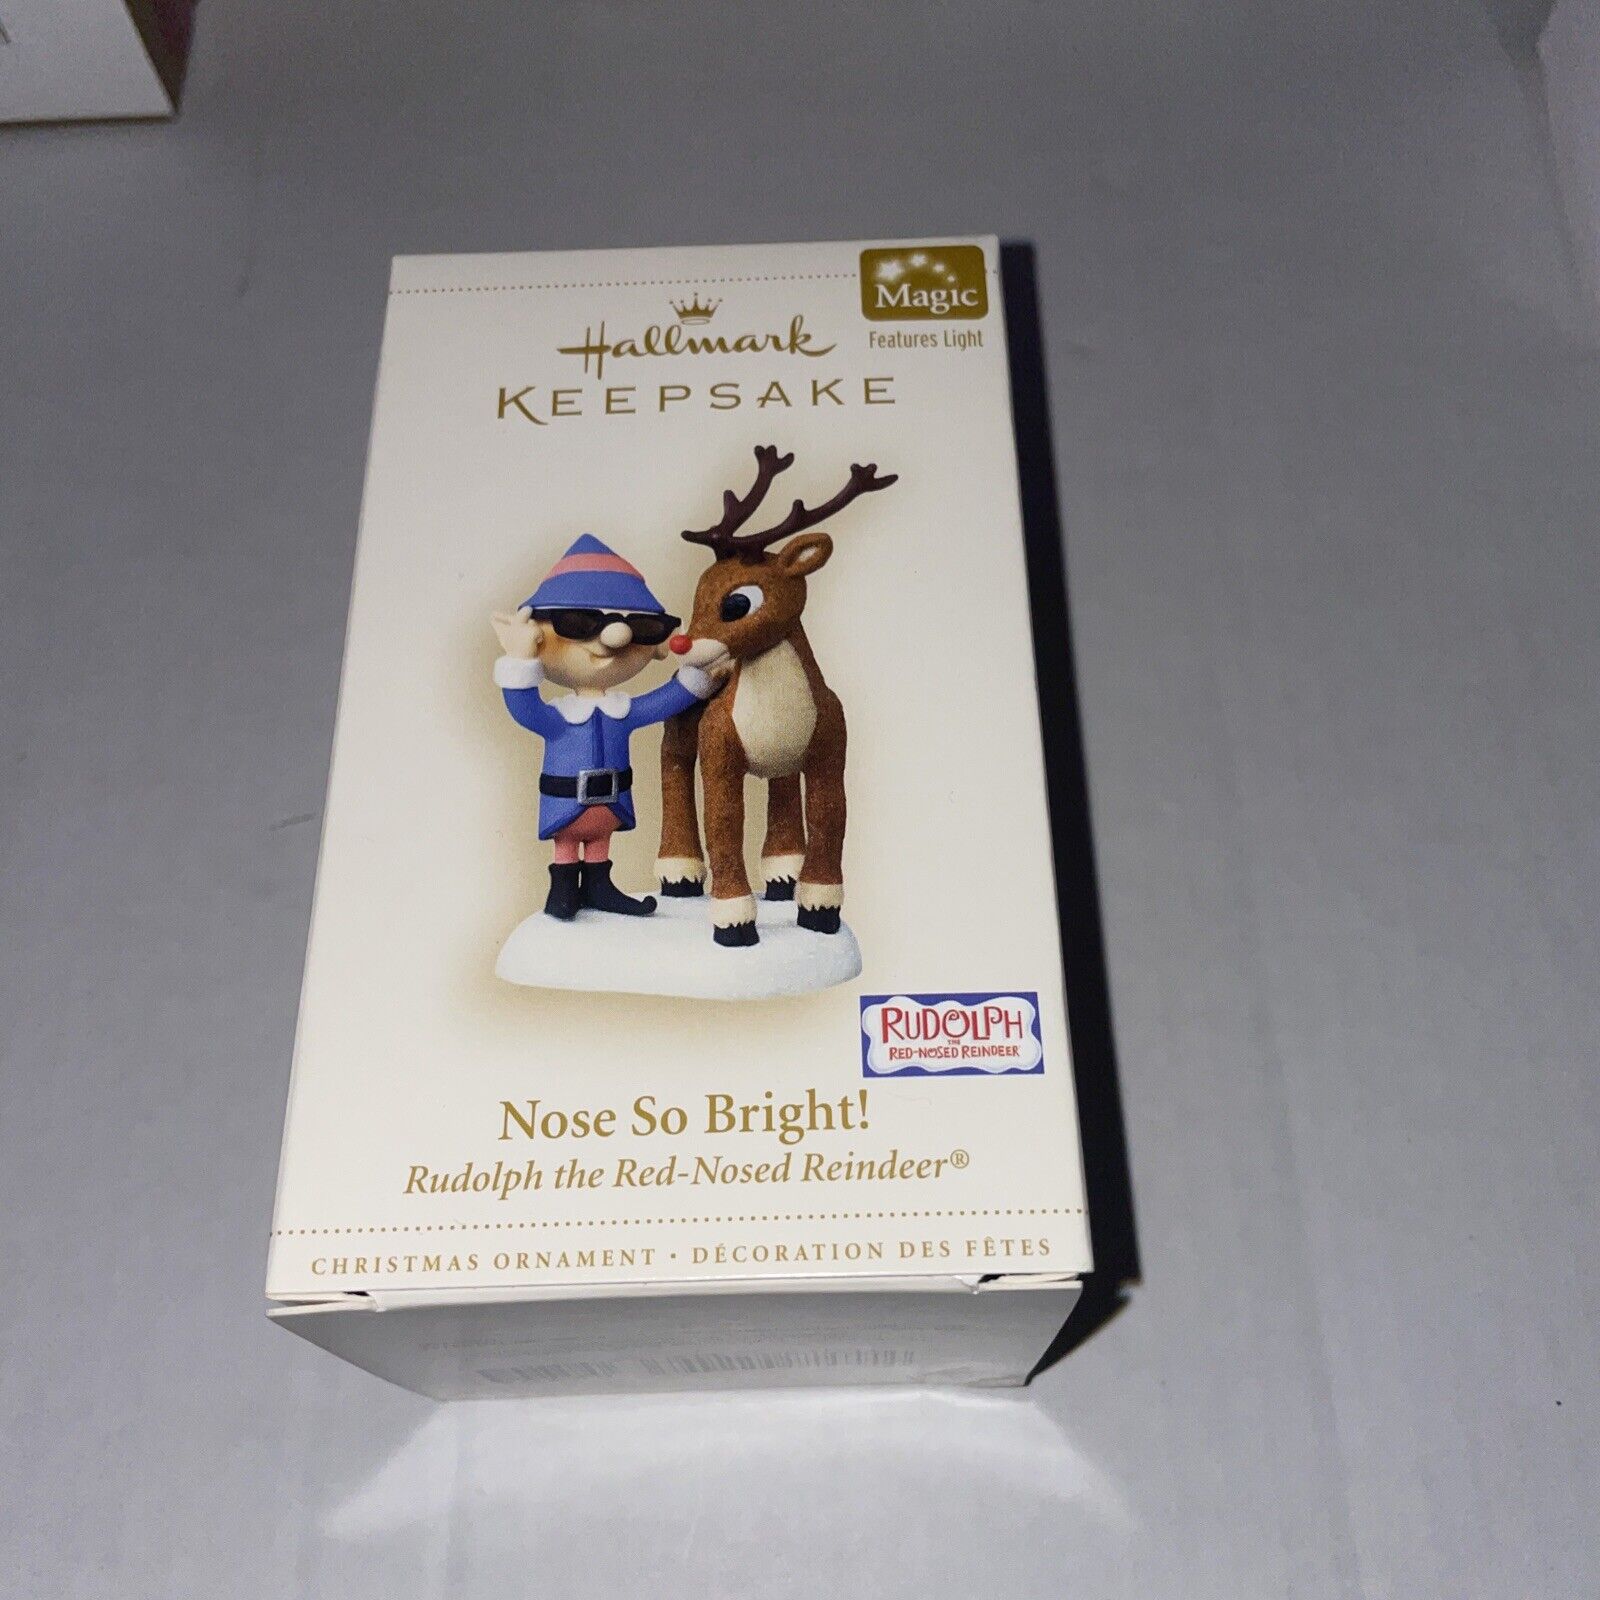 Magic
Features Light
Hallmark
KEEPSAKE
RUDOLPH
THE
RED-NOSED REINDEER
Nose So Bright!
Rudolph the Red-Nosed Reindeer®
CHRISTMAS ORNAMENT • DÉCORATION DES FÊTES